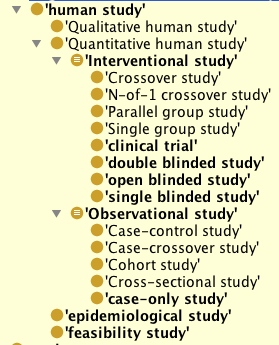 'human study'
'Qualitative human study'
'Quantitative human study'
'Interventional study'
'Crossover study'
'N-of-1 crossover study'
'Parallel group study'
'Single group study'
'clinical trial'
'double blinded study'
'open blinded study'
'single blinded study'
'Observational study'
'Case-control study'
'Case-crossover study'
'Cohort study'
'Cross-sectional study'
'case-only study'
'epidemiological study'
'feasibility study'